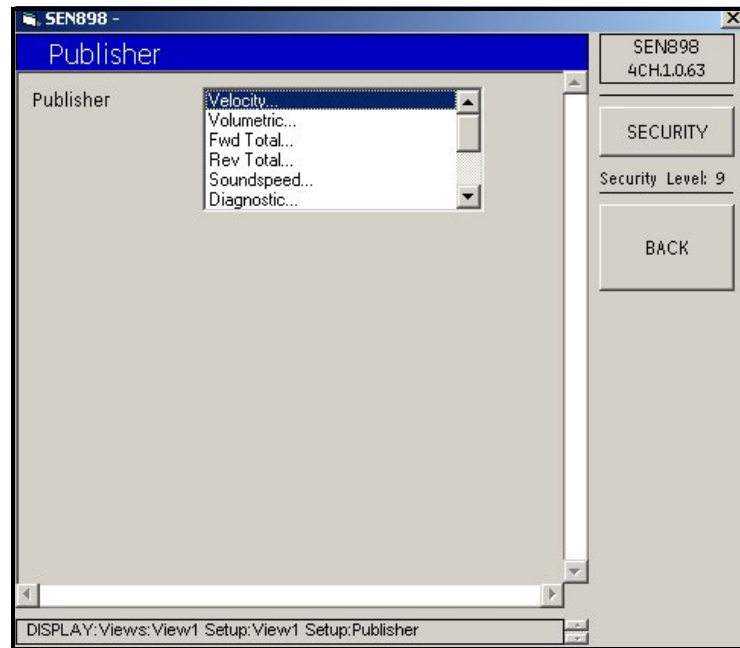 SEN898 -
Publisher
Publisher
Velocity...
Volumetric...
Fwd Total...
Rev Total...
Soundspeed...
Diagnostic...
SEN898
4CH.1.0.63
SECURITY
Security Level: 9
BACK
DISPLAY:Views:View1 Setup:View1 Setup:Publisher